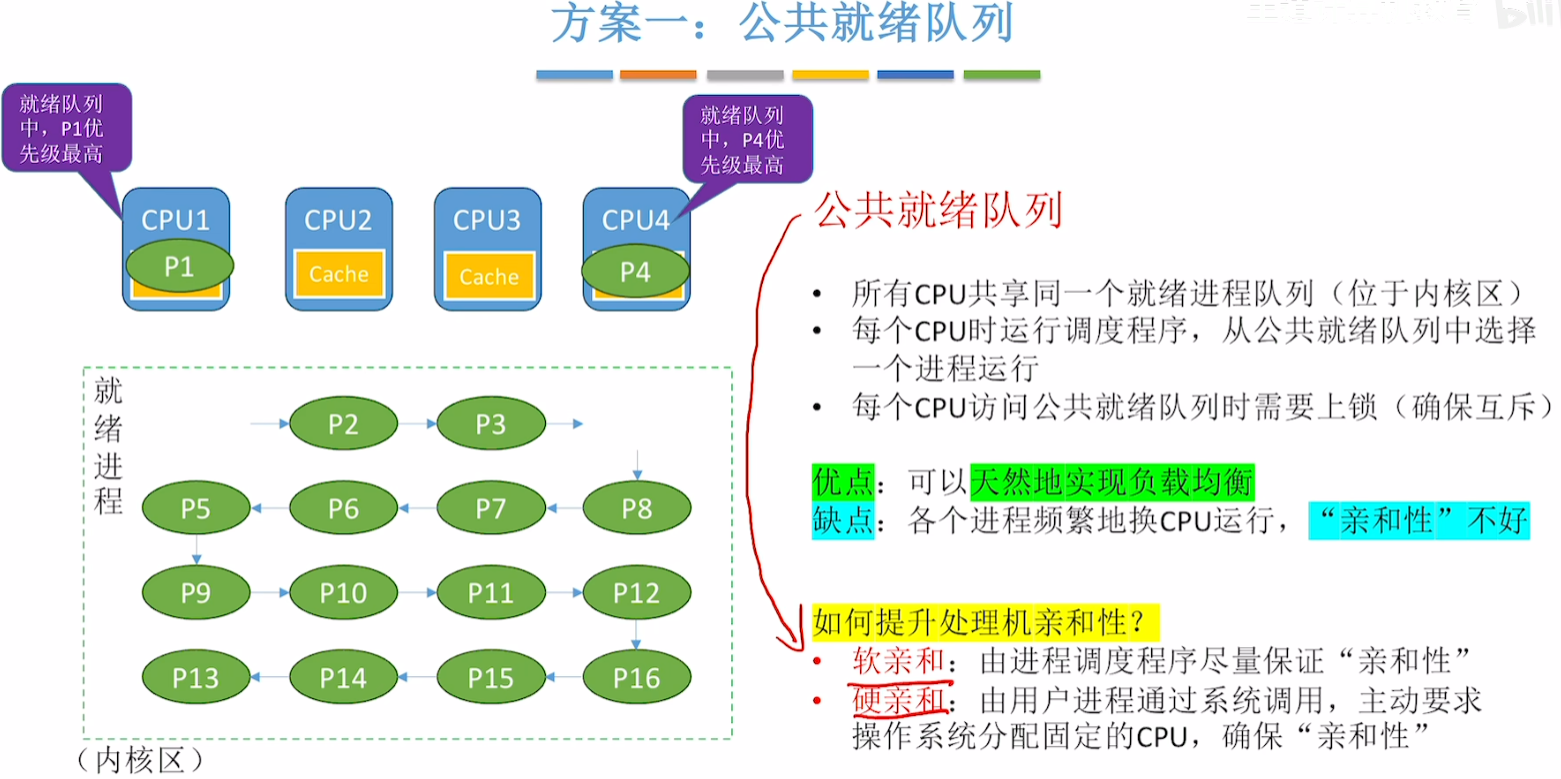 方案一：公共就绪队列
就绪队列
中，P1优
先级最高
就绪队列
中，P4优
先级最高
CPU1
CPU2
CPU3
CPU4
P1
Cache
Cache
P4
就绪进程
P2
P3
P5
P6
P7
P8
P9
P10
P11
P12
P13
P14
P15
P16
（内核区）
公共就绪队列
• 所有CPU共享同一个就绪进程队列（位于内核区）
• 每个CPU时运行调度程序，从公共就绪队列中选择
一个进程运行
• 每个CPU访问公共就绪队列时需要上锁（确保互斥）
优点：可以天然地实现负载均衡
缺点：各个进程频繁地换CPU运行，“亲和性”不好
如何提升处理机亲和性？
• 软亲和：由进程调度程序尽量保证“亲和性”
• 硬亲和：由用户进程通过系统调用，主动要求
操作系统分配固定的CPU，确保“亲和性”